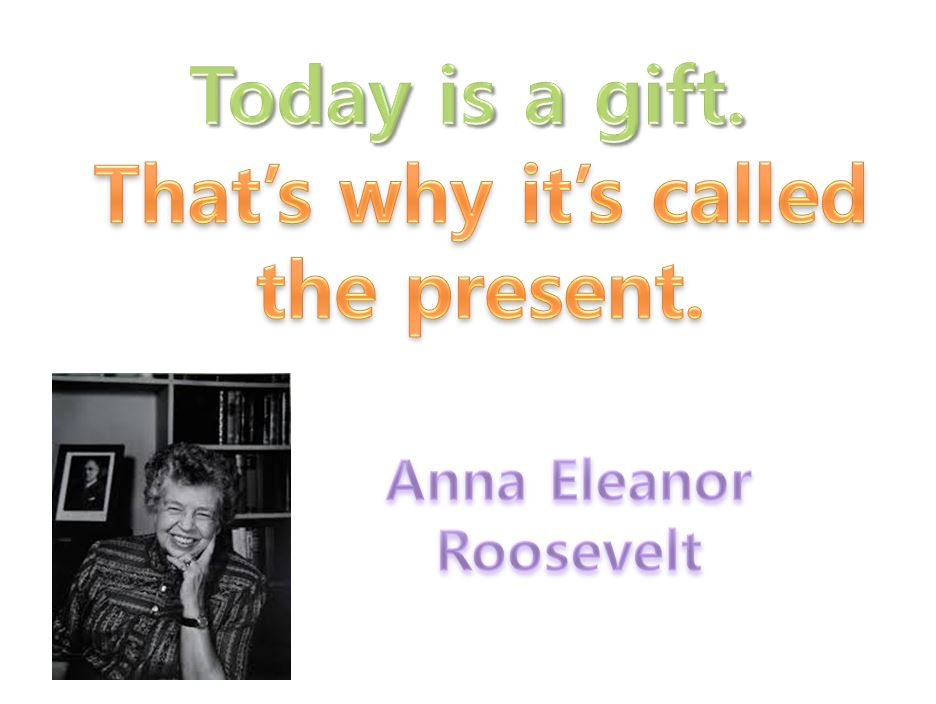 Today is a gift.
That’s why it’s called
the present.
Anna Eleanor
Roosevelt